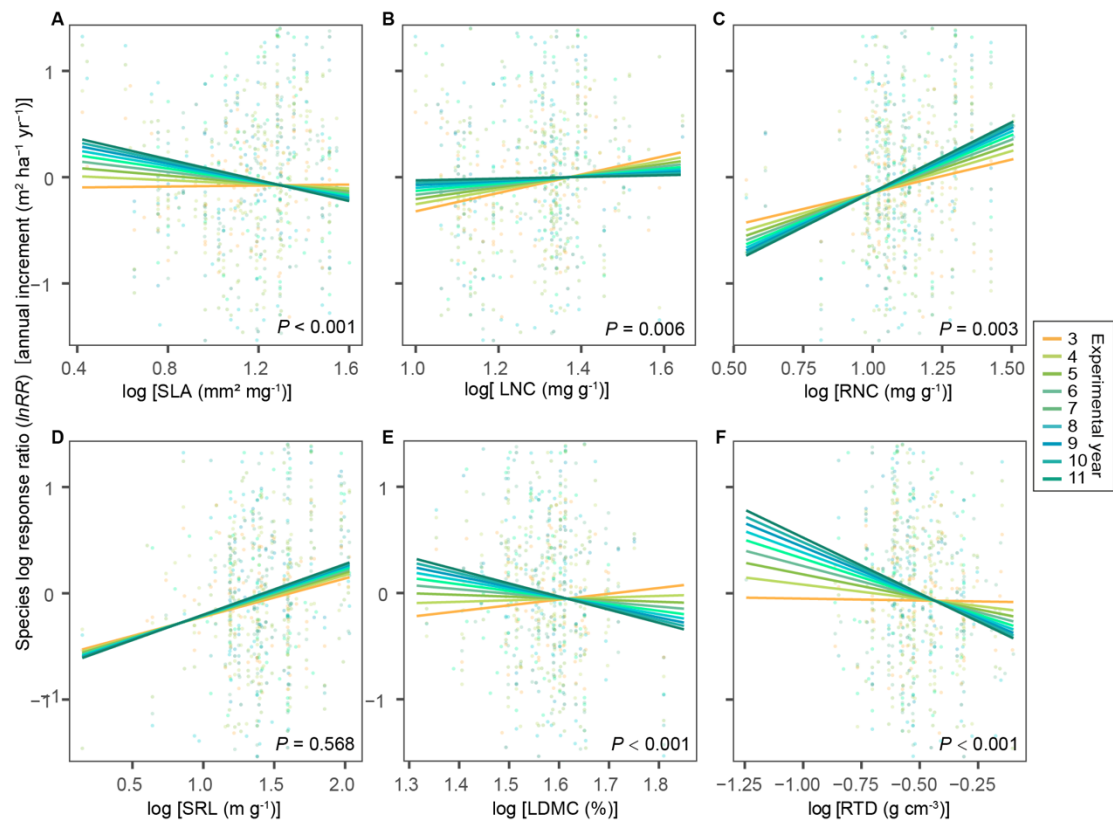 A
B
C
Species log response ratio (lnRR) [annual increment (m² ha⁻¹ yr⁻¹)]
1
0
−1
P < 0.001
P = 0.006
P = 0.003
0.4 0.8 1.2 1.6
1.0 1.2 1.4 1.6
0.50 0.75 1.00 1.25 1.50
log [SLA (mm² mg⁻¹)]
log[ LNC (mg g⁻¹)]
log [RNC (mg g⁻¹)]
Experimental year
3
4
5
6
7
8
9
10
11
D
E
F
1
0
−1
1
0
−1
1
0
−1
P = 0.568
P < 0.001
P < 0.001
0.5 1.0 1.5 2.0
1.3 1.4 1.5 1.6 1.7 1.8
−1.25 −1.00 −0.75 −0.50 −0.25
log [SRL (m g⁻¹)]
log [LDMC (%)]
log [RTD (g cm⁻³)]